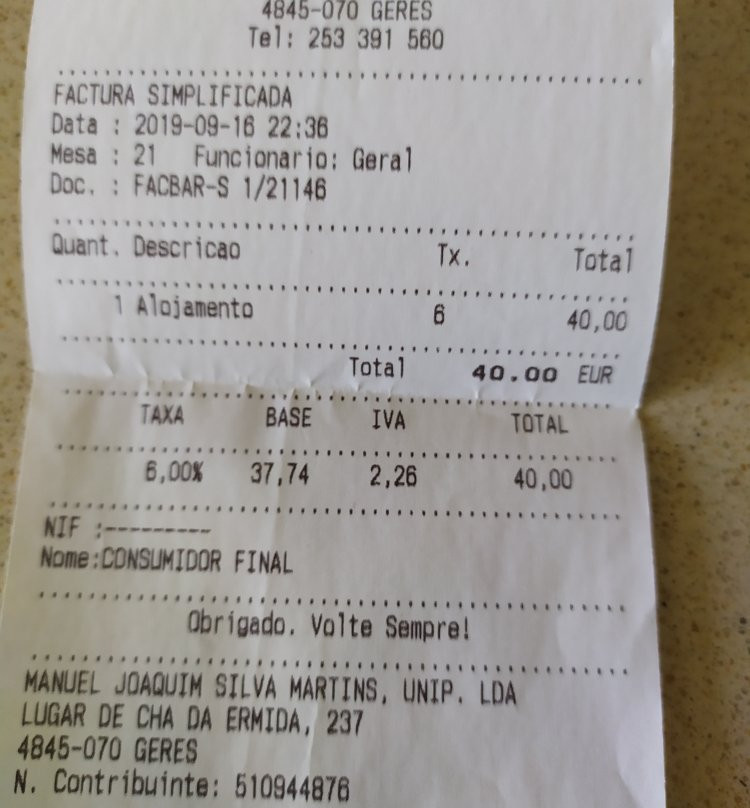 4845-070 GERES
Tel: 253 391 560
FACTURA SIMPLIFICADA
Data : 2019-09-16 22:36
Mesa : 21 Funcionario: Geral
Doc. : FACBAR-S 1/21146
Quant. Descricao Tx. Total
1 Alojamento 6 40,00
Total 40.00 EUR
TAXA BASE IVA TOTAL
6,00% 37,74 2,26 40,00
NIF :---------
Nome:CONSUMIDOR FINAL
Obrigado. Volte Sempre!
MANUEL JOAQUIM SILVA MARTINS, UNIP. LDA
LUGAR DE CHA DA ERMIDA, 237
4845-070 GERES
N. Contribuinte: 510944876